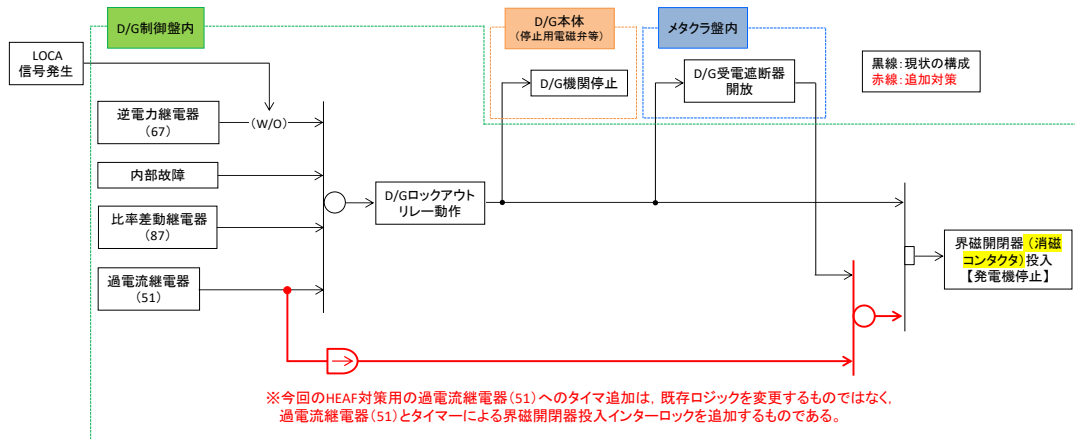 D/G制御盤内
D/G本体
(停止用電磁弁等)
メタクラ盤内
LOCA
信号発生
黒線:現状の構成
赤線:追加対策
D/G機関停止
D/G受電遮断器
開放
逆電力継電器
(67)
(W/O)
内部故障
D/Gロックアウト
リレー動作
比率差動継電器
(87)
界磁開閉器(消磁
コンタクタ)投入
【発電機停止】
過電流継電器
(51)
※今回のHEAF対策用の過電流継電器(51)へのタイマ追加は,既存ロジックを変更するものではなく,
過電流継電器(51)とタイマーによる界磁開閉器投入インターロックを追加するものである。